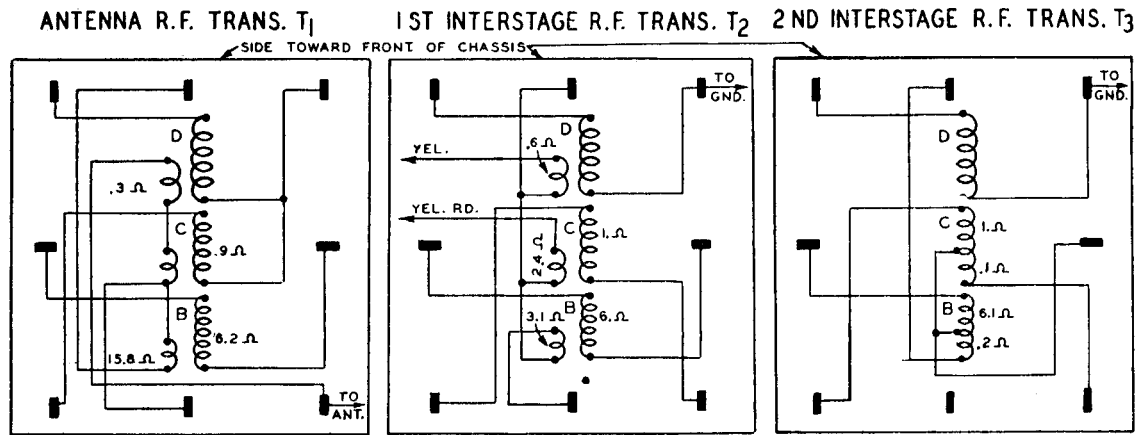 ANTENNA R.F. TRANS. T1
1ST INTERSTAGE R.F. TRANS. T2
2ND INTERSTAGE R.F. TRANS. T3
SIDE TOWARD FRONT OF CHASSIS
D
.3 Ω
C
.9 Ω
B
15.8 Ω
6.2 Ω
TO
ANT.
TO
GND.
D
.6 Ω
YEL.
YEL. RD.
C
1. Ω
2.4 Ω
B
3.1 Ω
6. Ω
TO
GND.
D
C
1. Ω
.1 Ω
B
6.1 Ω
.2 Ω